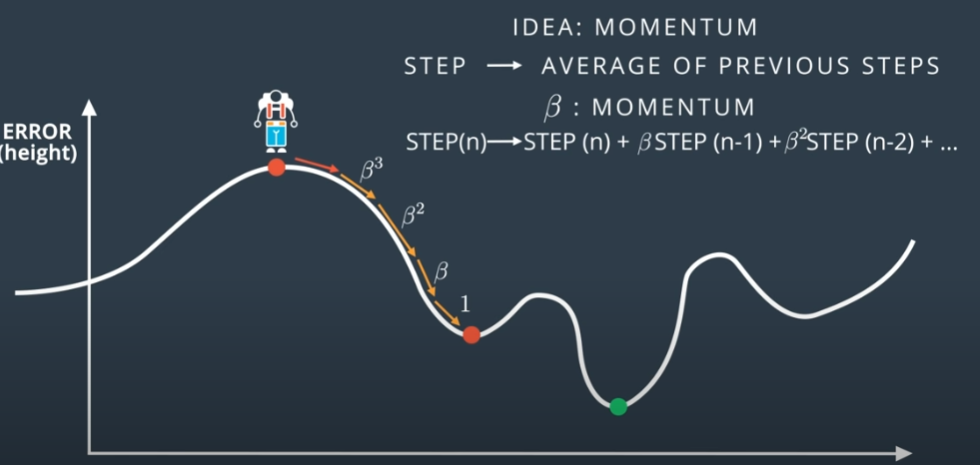 IDEA: MOMENTUM
STEP → AVERAGE OF PREVIOUS STEPS
β : MOMENTUM
STEP(n)→STEP (n) + βSTEP (n-1) + β²STEP (n-2) + ...
ERROR
(height)
β³
β²
β
1